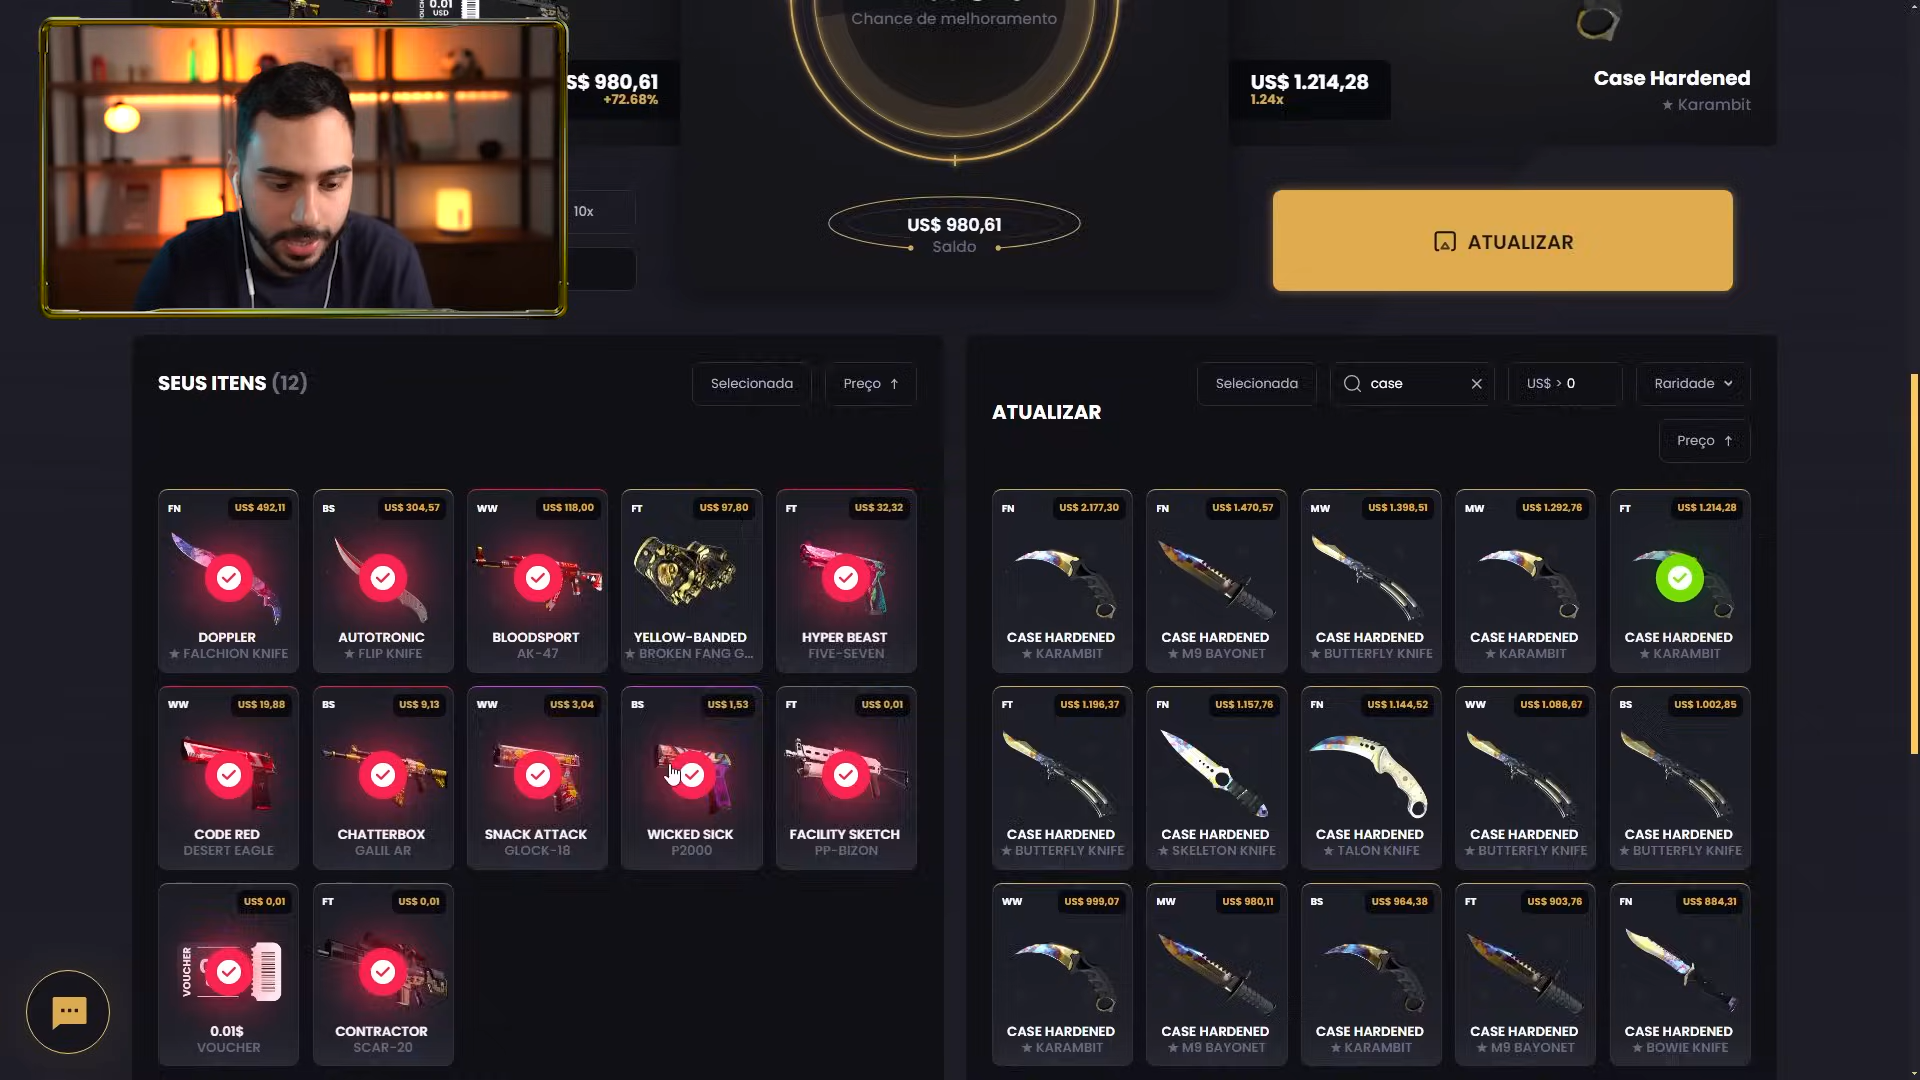 VOUCHER
0.01
USD
Chance de melhoramento
S$ 980,61
+72.68%
US$ 1.214,28
1.24x
Case Hardened
★ Karambit
10x
US$ 980,61
Saldo
ATUALIZAR
SEUS ITENS (12)
Selecionada
Preço ↑
ATUALIZAR
Selecionada
case
US$ > 0
Raridade
Preço ↑
FN
US$ 492,11
DOPPLER
★ FALCHION KNIFE
BS
US$ 304,57
AUTOTRONIC
★ FLIP KNIFE
WW
US$ 118,00
BLOODSPORT
AK-47
FT
US$ 97,80
YELLOW-BANDED
★ BROKEN FANG G...
FT
US$ 32,32
HYPER BEAST
FIVE-SEVEN
WW
US$ 19,88
CODE RED
DESERT EAGLE
BS
US$ 9,13
CHATTERBOX
GALIL AR
WW
US$ 3,04
SNACK ATTACK
GLOCK-18
BS
US$ 1,53
WICKED SICK
P2000
FT
US$ 0,01
FACILITY SKETCH
PP-BIZON
US$ 0,01
VOUCHER
0.01$
VOUCHER
FT
US$ 0,01
CONTRACTOR
SCAR-20
FN
US$ 2.177,30
CASE HARDENED
★ KARAMBIT
FN
US$ 1.470,57
CASE HARDENED
★ M9 BAYONET
MW
US$ 1.398,51
CASE HARDENED
★ BUTTERFLY KNIFE
MW
US$ 1.292,76
CASE HARDENED
★ KARAMBIT
FT
US$ 1.214,28
CASE HARDENED
★ KARAMBIT
FT
US$ 1.196,37
CASE HARDENED
★ BUTTERFLY KNIFE
FN
US$ 1.157,76
CASE HARDENED
★ SKELETON KNIFE
FN
US$ 1.144,52
CASE HARDENED
★ TALON KNIFE
WW
US$ 1.086,67
CASE HARDENED
★ BUTTERFLY KNIFE
BS
US$ 1.002,85
CASE HARDENED
★ BUTTERFLY KNIFE
WW
US$ 999,07
CASE HARDENED
★ KARAMBIT
MW
US$ 980,11
CASE HARDENED
★ M9 BAYONET
BS
US$ 964,38
CASE HARDENED
★ KARAMBIT
FT
US$ 903,76
CASE HARDENED
★ M9 BAYONET
FN
US$ 884,31
CASE HARDENED
★ BOWIE KNIFE